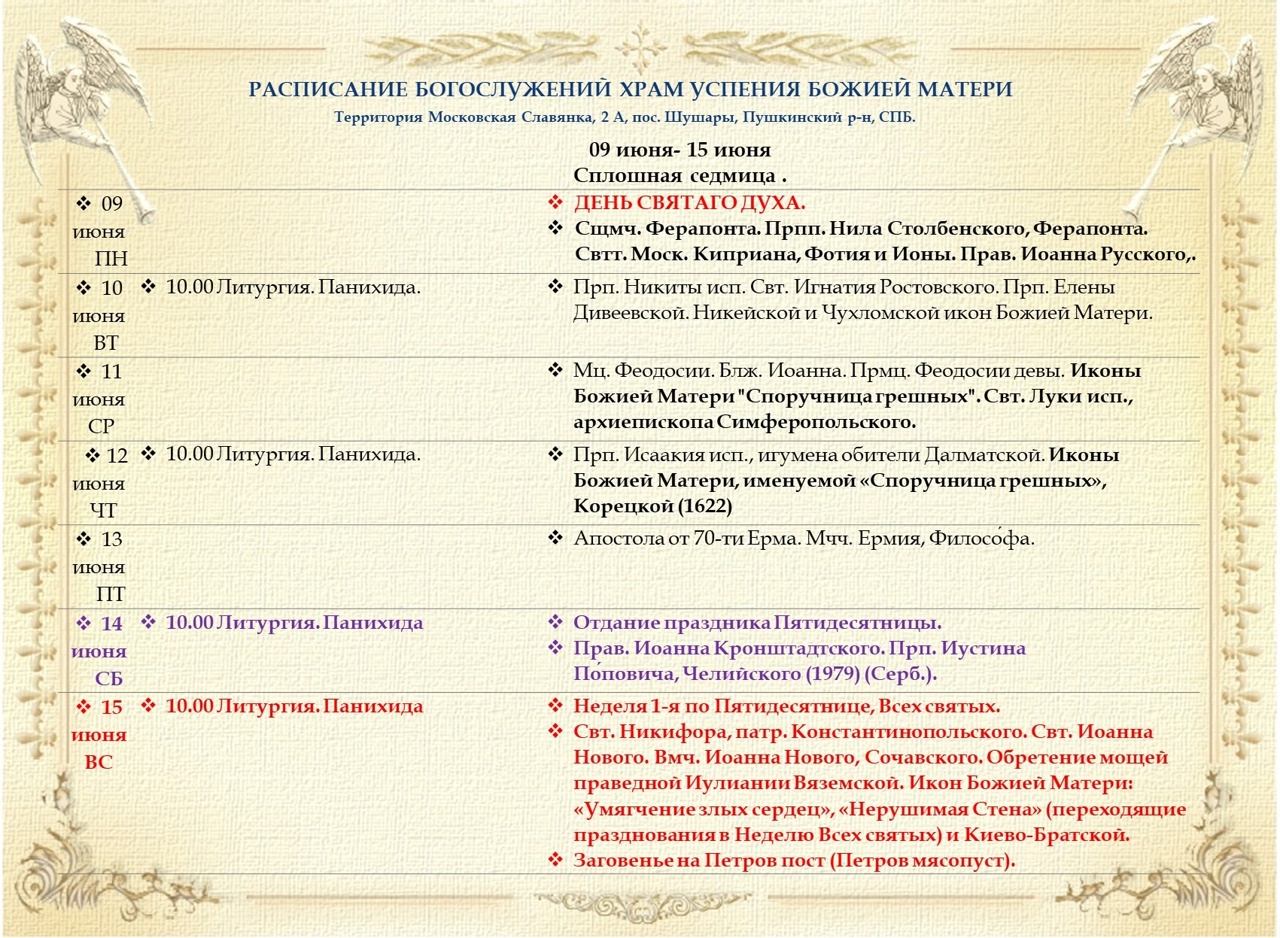 РАСПИСАНИЕ БОГОСЛУЖЕНИЙ ХРАМ УСПЕНИЯ БОЖИЕЙ МАТЕРИ
Территория Московская Славянка, 2 А, пос. Шушары, Пушкинский р-н, СПБ.
09 июня- 15 июня
Сплошная седмица .
❖ 09
июня
ПН
❖ ДЕНЬ СВЯТАГО ДУХА.
❖ Сщмч. Ферапонта. Прпп. Нила Столбенского, Ферапонта.
Свтт. Моск. Киприана, Фотия и Ионы. Прав. Иоанна Русского,.
❖ 10
июня
ВТ
❖ 10.00 Литургия. Панихида.
❖ Прп. Никиты исп. Свт. Игнатия Ростовского. Прп. Елены
Дивеевской. Никейской и Чухломской икон Божией Матери.
❖ 11
июня
СР
❖ Мц. Феодосии. Блж. Иоанна. Прмц. Феодосии девы. Иконы
Божией Матери "Споручница грешных". Свт. Луки исп.,
архиепископа Симферопольского.
❖ 12
июня
ЧТ
❖ 10.00 Литургия. Панихида.
❖ Прп. Исаакия исп., игумена обители Далматской. Иконы
Божией Матери, именуемой «Споручница грешных»,
Корецкой (1622)
❖ 13
июня
ПТ
❖ Апостола от 70-ти Ерма. Мчч. Ермия, Филосо́фа.
❖ 14
июня
СБ
❖ 10.00 Литургия. Панихида
❖ Отдание праздника Пятидесятницы.
❖ Прав. Иоанна Кронштадтского. Прп. Иустина
По́повича, Челийского (1979) (Серб.).
❖ 15
июня
ВС
❖ 10.00 Литургия. Панихида
❖ Неделя 1-я по Пятидесятнице, Всех святых.
❖ Свт. Никифора, патр. Константинопольского. Свт. Иоанна
Нового. Вмч. Иоанна Нового, Сочавского. Обретение мощей
праведной Иулиании Вяземской. Икон Божией Матери:
«Умягчение злых сердец», «Нерушимая Стена» (переходящие
празднования в Неделю Всех святых) и Киево-Братской.
❖ Заговенье на Петров пост (Петров мясопуст).